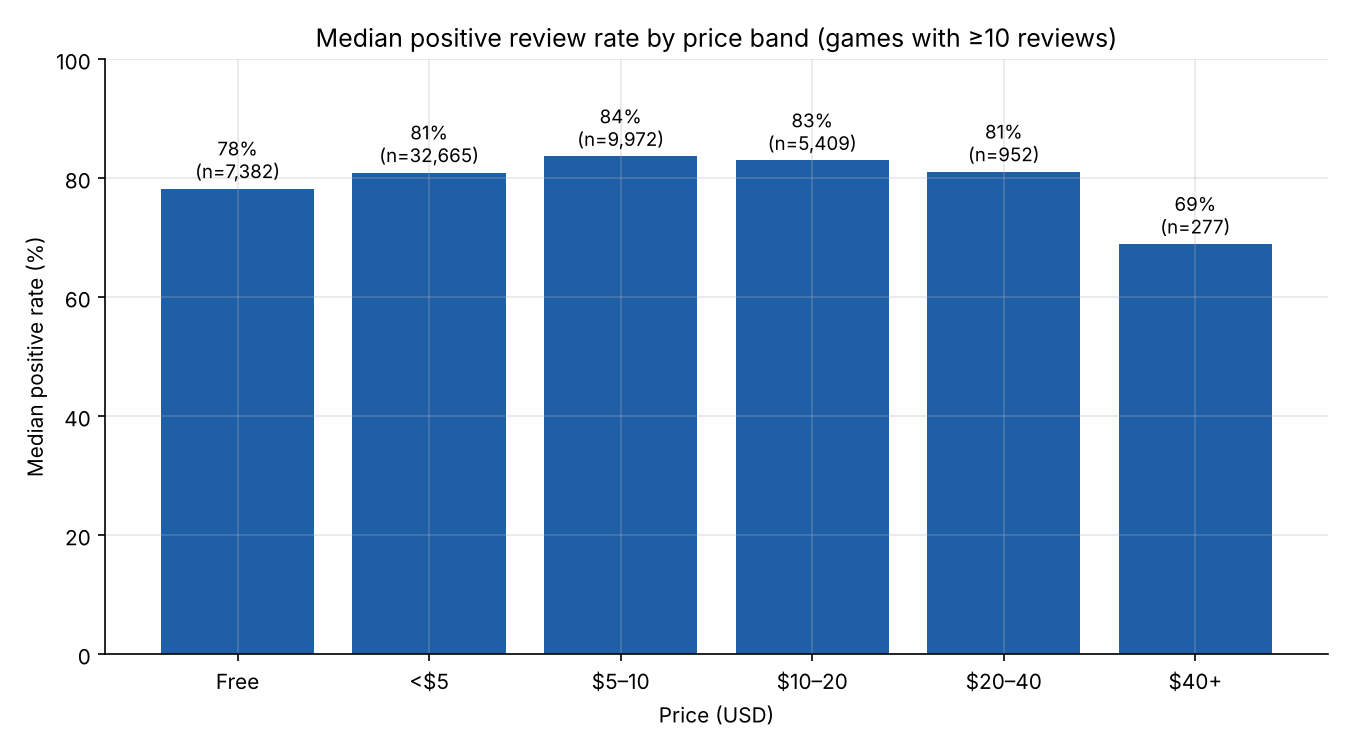 Median positive review rate by price band (games with ≥10 reviews)
Median positive rate (%)
100
80
60
40
20
0
78%
(n=7,382)
81%
(n=32,665)
84%
(n=9,972)
83%
(n=5,409)
81%
(n=952)
69%
(n=277)
Free
<$5
$5–10
$10–20
$20–40
$40+
Price (USD)